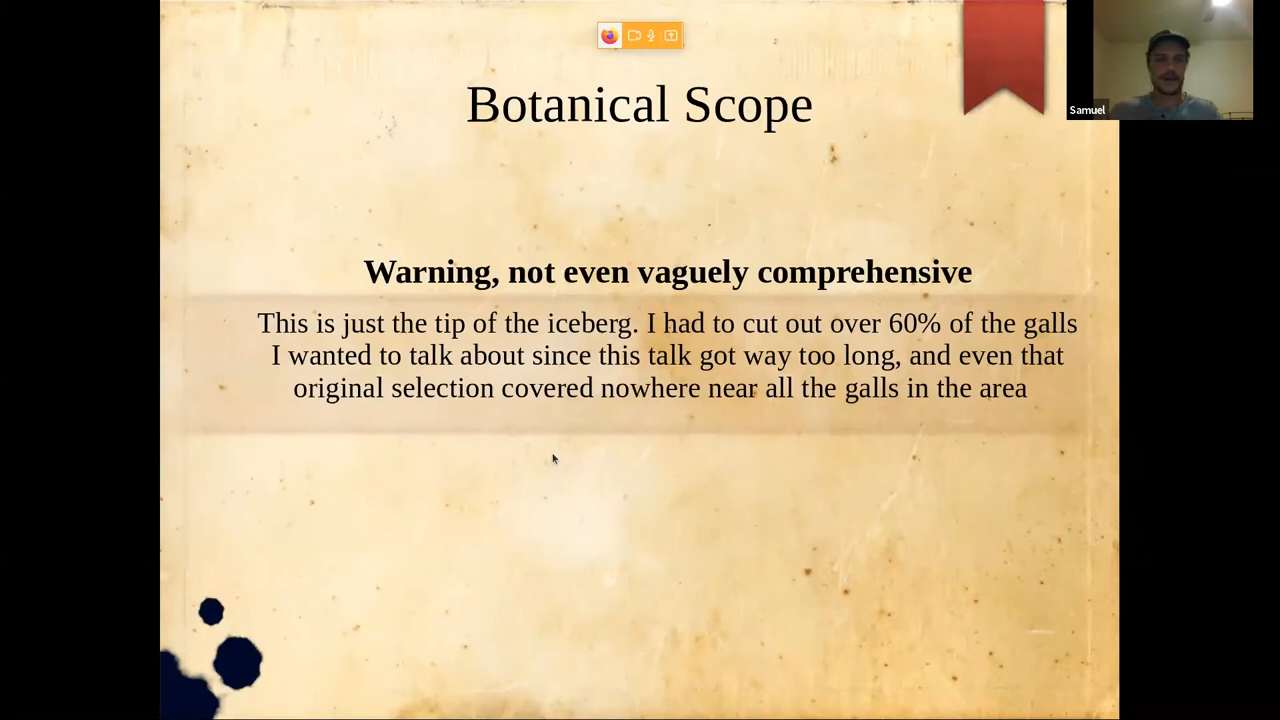 Botanical Scope
Samuel
Warning, not even vaguely comprehensive
This is just the tip of the iceberg. I had to cut out over 60% of the galls
I wanted to talk about since this talk got way too long, and even that
original selection covered nowhere near all the galls in the area